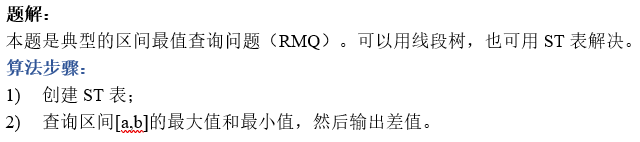 题解：
本题是典型的区间最值查询问题（RMQ）。可以用线段树，也可用 ST 表解决。
算法步骤：
1) 创建 ST 表；
2) 查询区间[a,b]的最大值和最小值，然后输出差值。